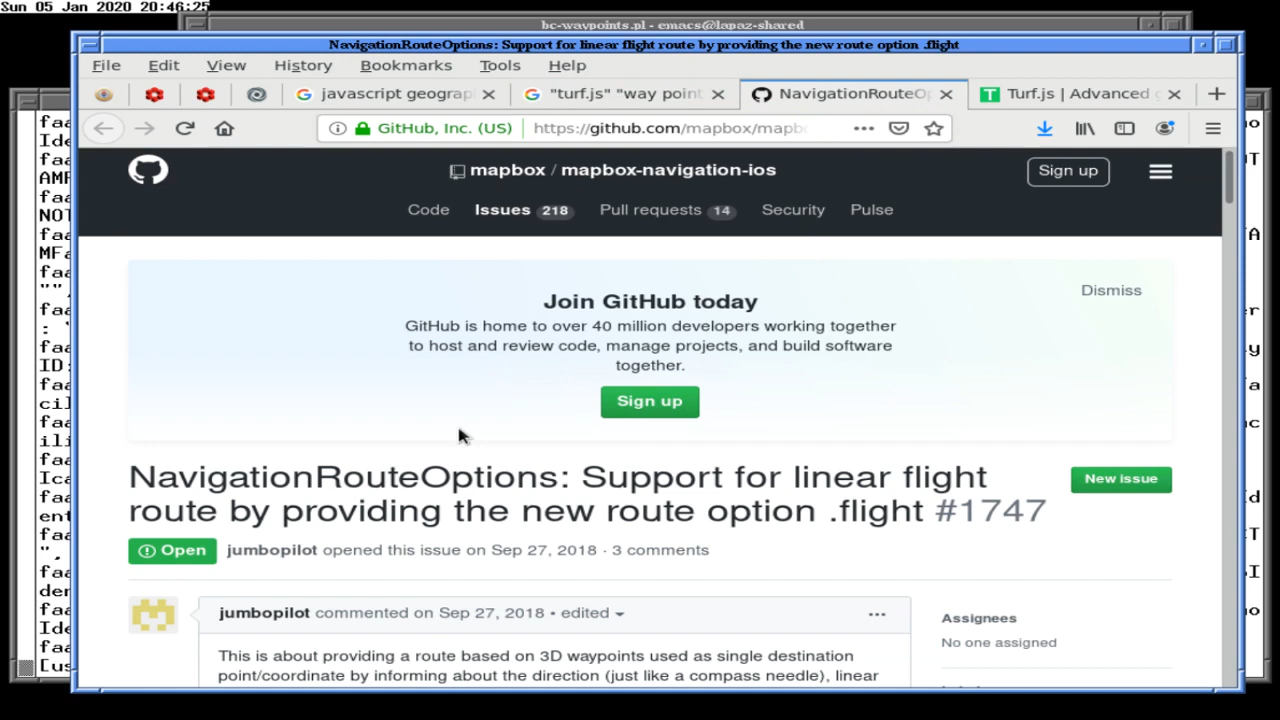 Sun 05 Jan 2020 20:46:25
bc-waypoints.pl - emacs@lapaz-shared
NavigationRouteOptions: Support for linear flight route by providing the new route option .flight
File Edit View History Bookmarks Tools Help
javascript geograp "turf.js" "way point NavigationRouteOp Turf.js | Advanced g
GitHub, Inc. (US) https://github.com/mapbox/mapb
mapbox / mapbox-navigation-ios Sign up
Code Issues 218 Pull requests 14 Security Pulse
Join GitHub today
Dismiss
GitHub is home to over 40 million developers working together
to host and review code, manage projects, and build software
together.
Sign up
NavigationRouteOptions: Support for linear flight
route by providing the new route option .flight #1747
New issue
Open jumbopilot opened this issue on Sep 27, 2018 · 3 comments
jumbopilot commented on Sep 27, 2018 • edited
Assignees
No one assigned
This is about providing a route based on 3D waypoints used as single destination
point/coordinate by informing about the direction (just like a compass needle), linear